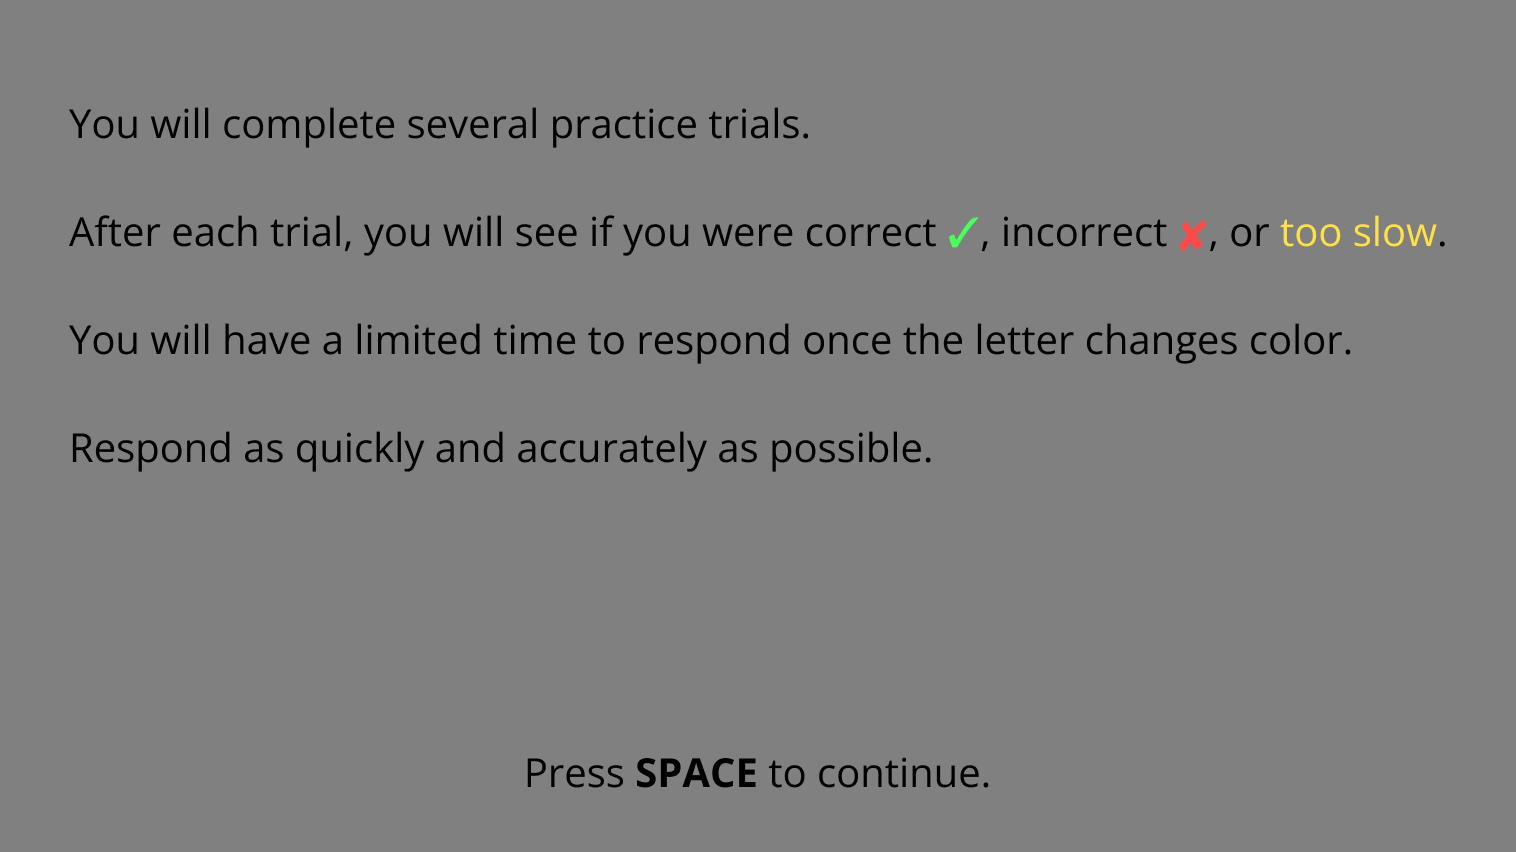 You will complete several practice trials.
After each trial, you will see if you were correct ✓, incorrect ✘, or too slow.
You will have a limited time to respond once the letter changes color.
Respond as quickly and accurately as possible.
Press SPACE to continue.